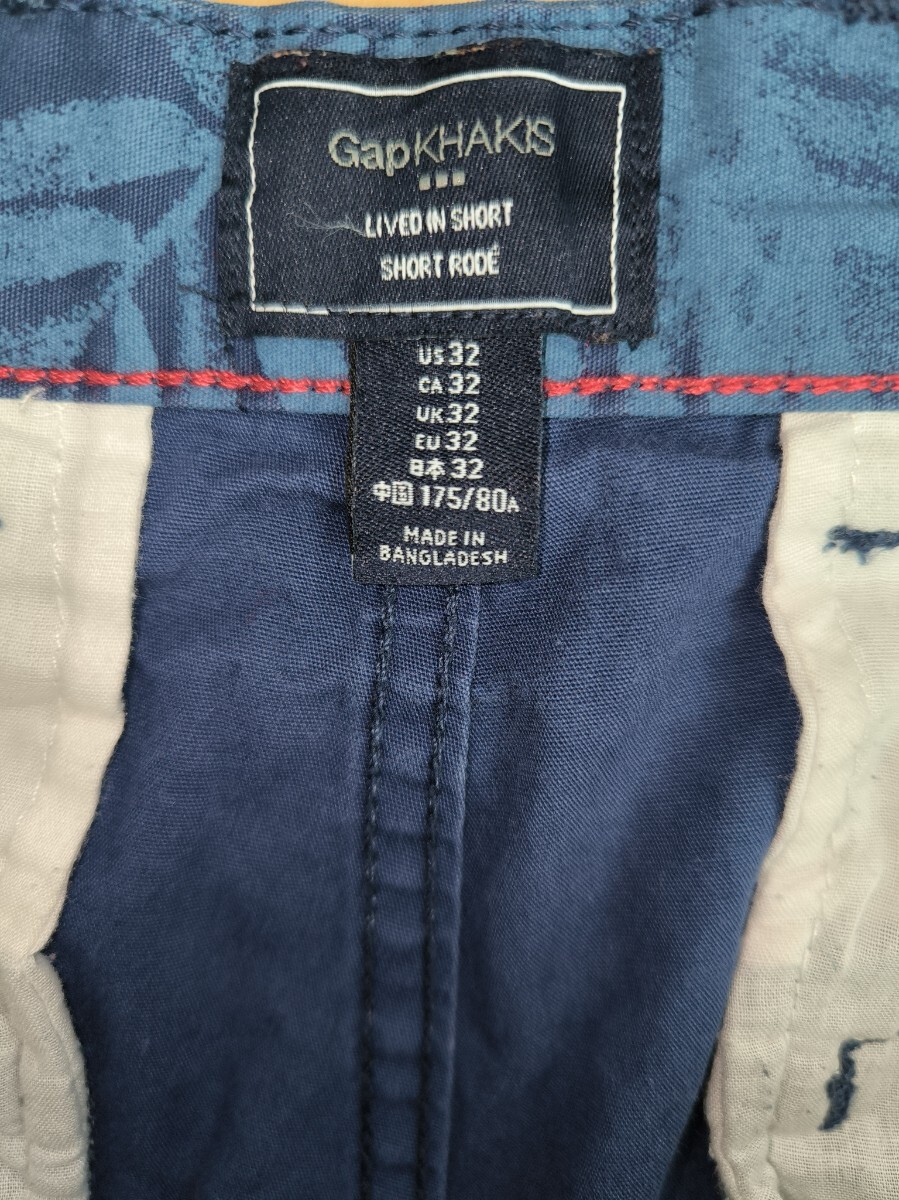 GapKHAKIS
LIVED IN SHORT
SHORT RODÉ
US 32
CA 32
UK 32
EU 32
日本 32
中国 175/80A
MADE IN
BANGLADESH